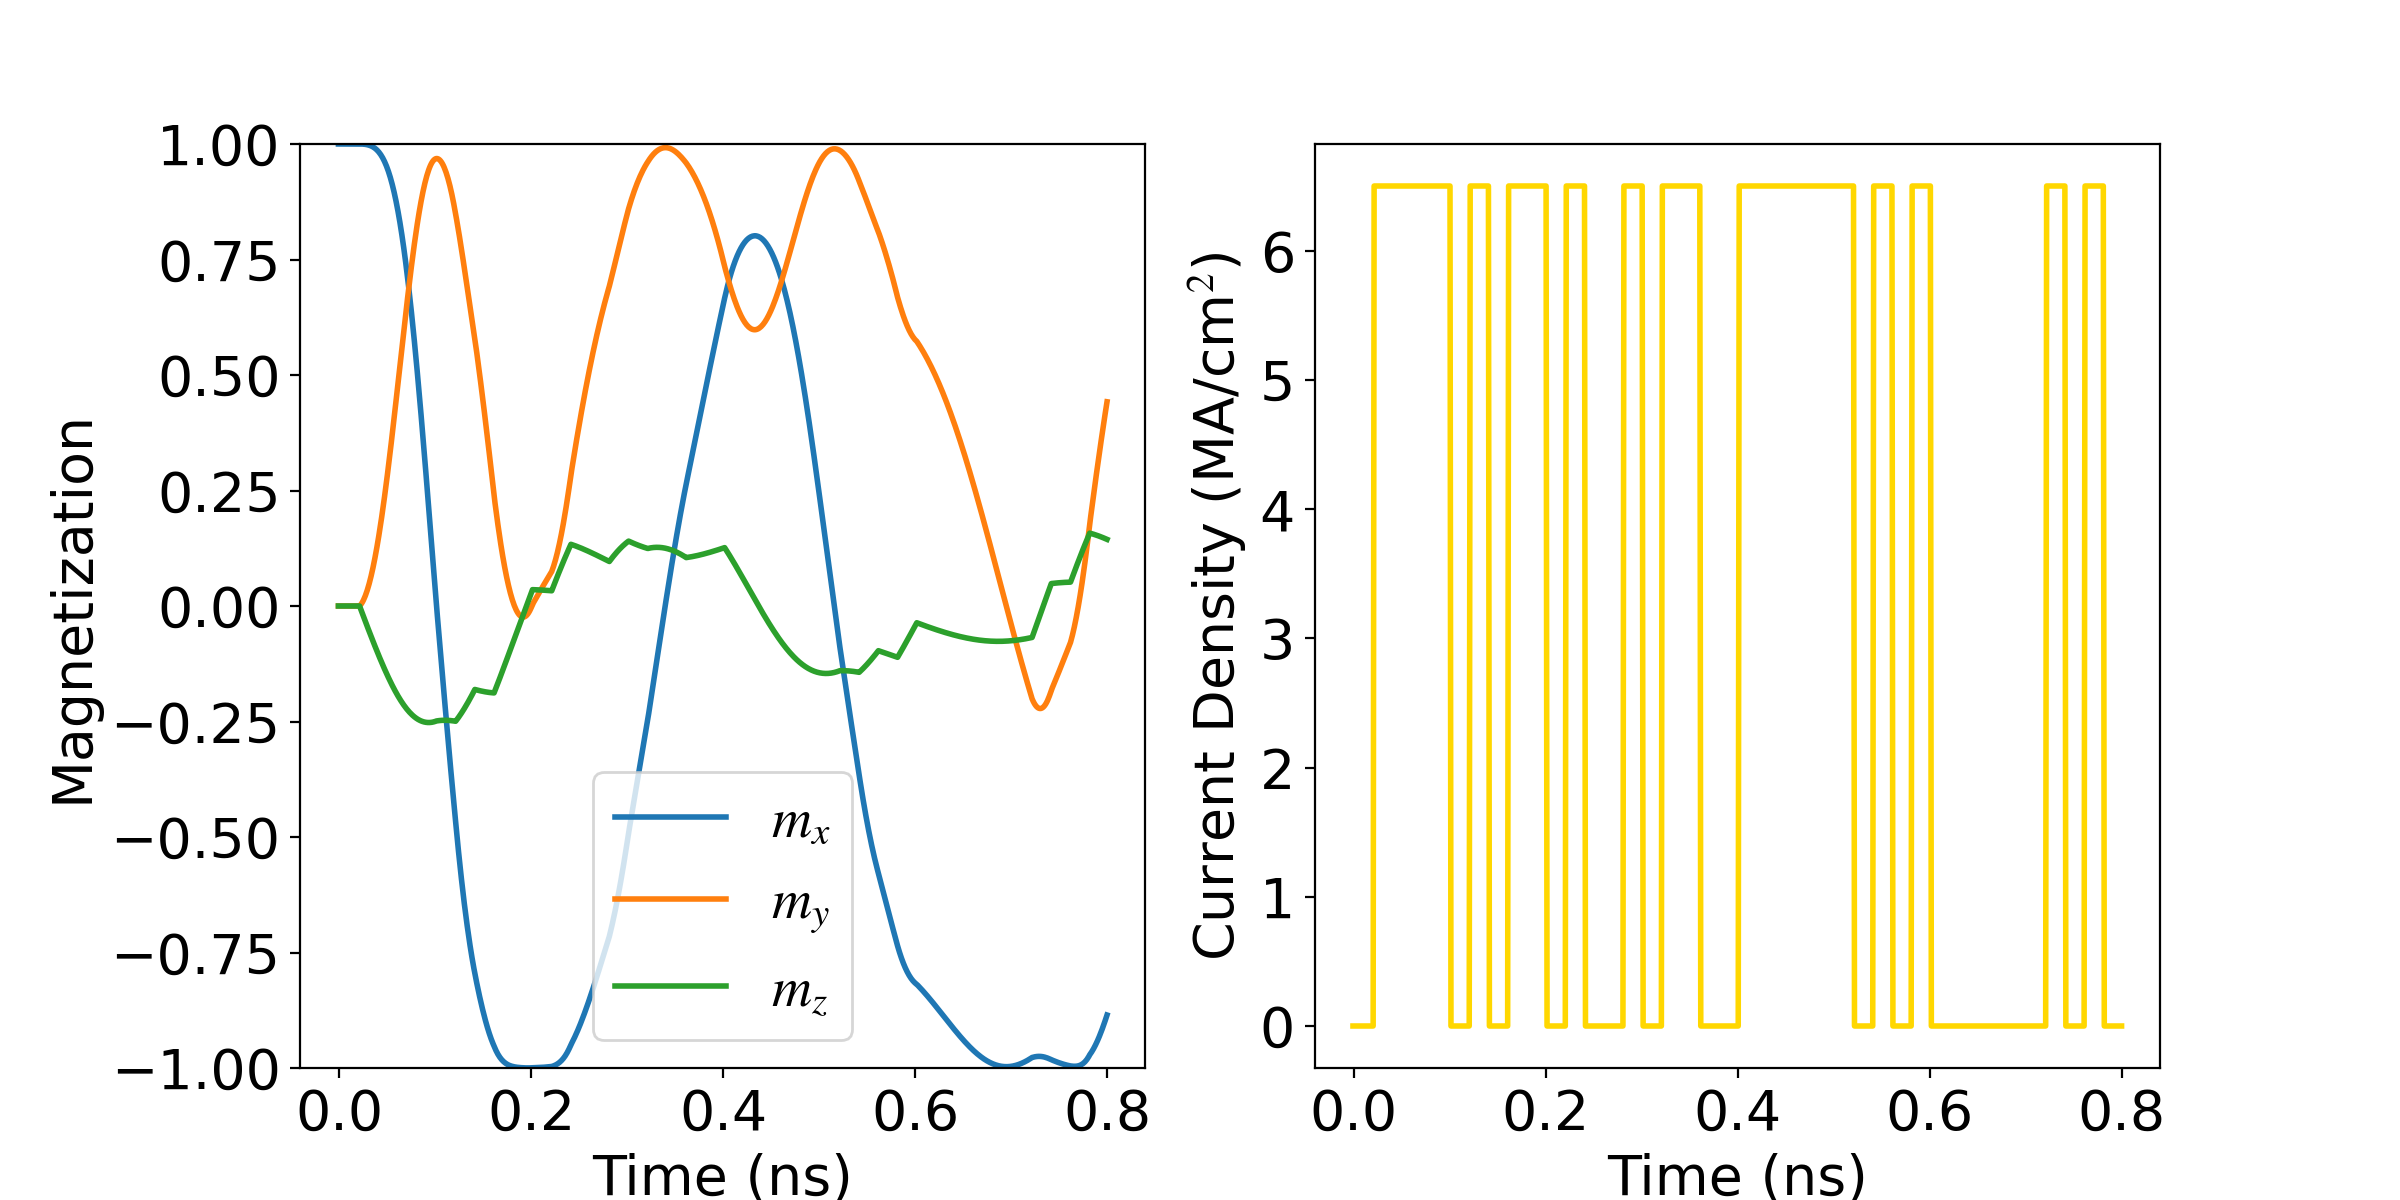 Magnetization
1.00
0.75
0.50
0.25
0.00
−0.25
−0.50
−0.75
−1.00
m_x
m_y
m_z
0.0 0.2 0.4 0.6 0.8
Time (ns)
Current Density (MA/cm²)
6
5
4
3
2
1
0
0.0 0.2 0.4 0.6 0.8
Time (ns)